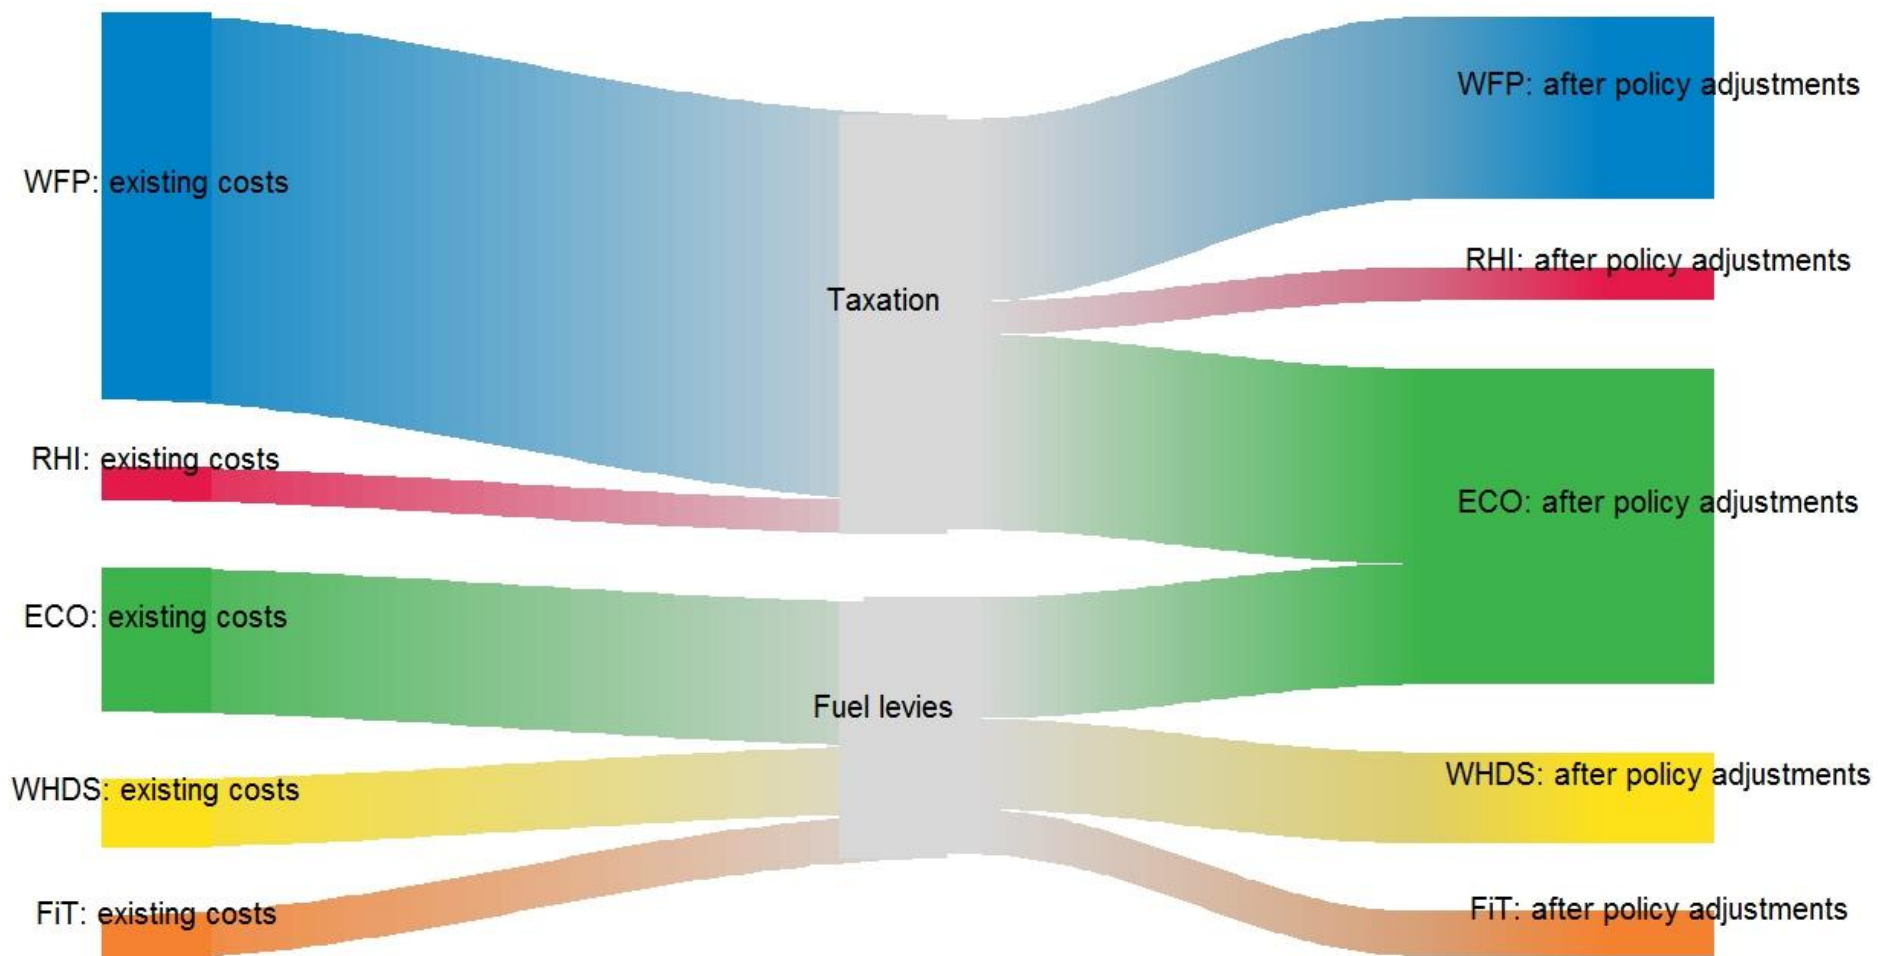 WFP: existing costs
RHI: existing costs
ECO: existing costs
WHDS: existing costs
FiT: existing costs
Taxation
Fuel levies
WFP: after policy adjustments
RHI: after policy adjustments
ECO: after policy adjustments
WHDS: after policy adjustments
FiT: after policy adjustments